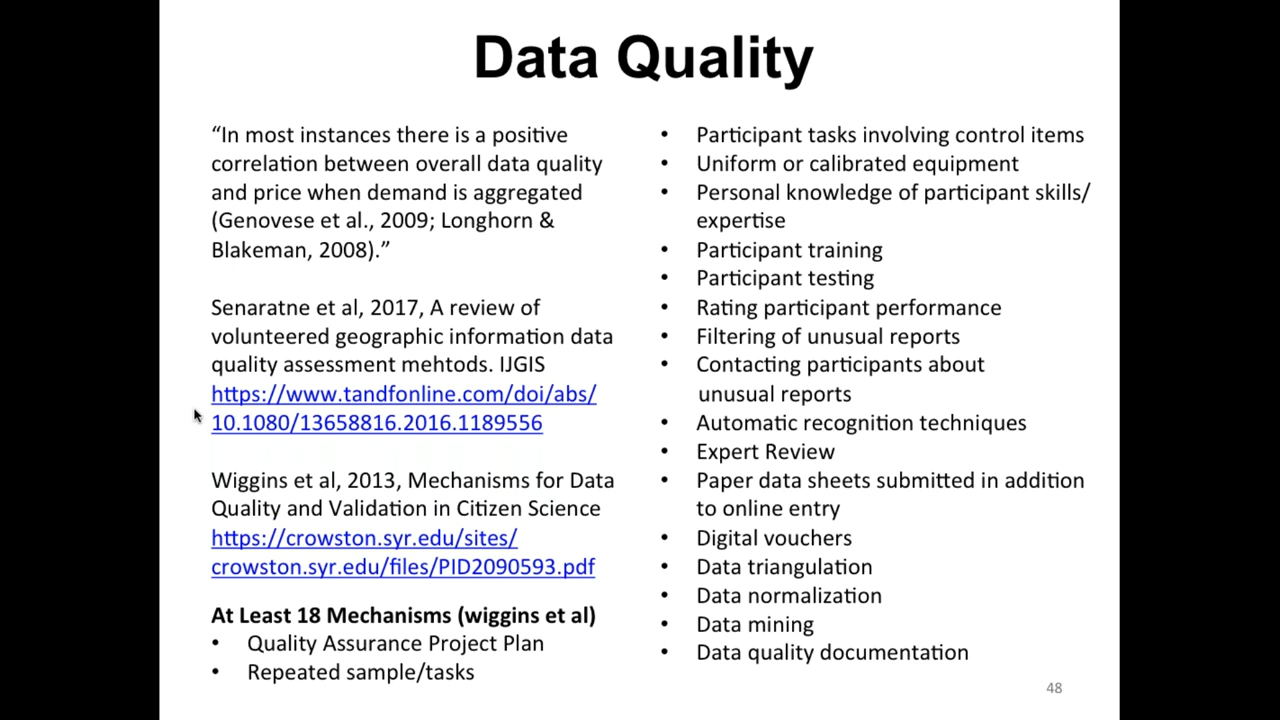 Data Quality
“In most instances there is a positive
correlation between overall data quality
and price when demand is aggregated
(Genovese et al., 2009; Longhorn &
Blakeman, 2008).”
Senaratne et al, 2017, A review of
volunteered geographic information data
quality assessment mehtods. IJGIS
https://www.tandfonline.com/doi/abs/
10.1080/13658816.2016.1189556
Wiggins et al, 2013, Mechanisms for Data
Quality and Validation in Citizen Science
https://crowston.syr.edu/sites/
crowston.syr.edu/files/PID2090593.pdf
At Least 18 Mechanisms (wiggins et al)
• Quality Assurance Project Plan
• Repeated sample/tasks
• Participant tasks involving control items
• Uniform or calibrated equipment
• Personal knowledge of participant skills/
expertise
• Participant training
• Participant testing
• Rating participant performance
• Filtering of unusual reports
• Contacting participants about
unusual reports
• Automatic recognition techniques
• Expert Review
• Paper data sheets submitted in addition
to online entry
• Digital vouchers
• Data triangulation
• Data normalization
• Data mining
• Data quality documentation
48